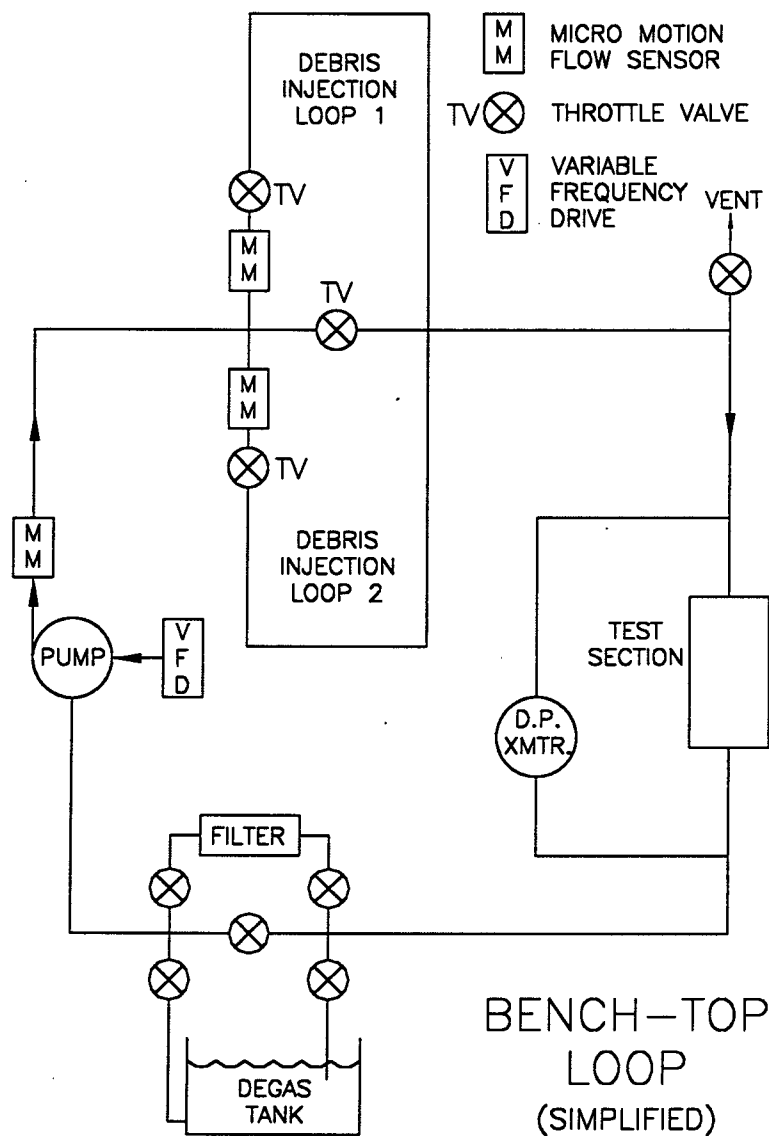 DEBRIS
INJECTION
LOOP 1
M
M
MICRO MOTION
FLOW SENSOR
TV
THROTTLE VALVE
V
F
D
VARIABLE
FREQUENCY
DRIVE
VENT
TV
M
M
TV
M
M
TV
M
M
DEBRIS
INJECTION
LOOP 2
PUMP
V
F
D
TEST
SECTION
D.P.
XMTR.
FILTER
DEGAS
TANK
BENCH-TOP
LOOP
(SIMPLIFIED)